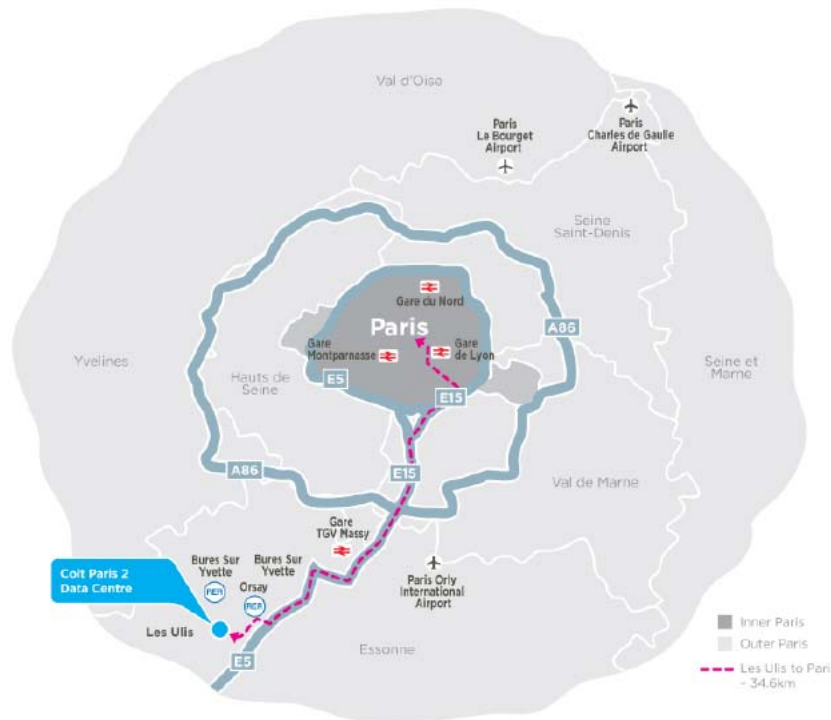 Val d'Oise
Paris
Le Bourget
Airport
Paris
Charles de Gaulle
Airport
Seine
Saint-Denis
Gare du Nord
Paris
A86
Gare
Montparnasse
Gare
de Lyon
Yvelines
Seine et
Marne
Hauts de
Seine
E5
E15
A86
E15
Val de Marne
Gare
TGV Massy
Bures Sur
Yvette
Bures Sur
Yvette
Colt Paris 2
Data Centre
RER
Orsay
RER
Paris Orly
International
Airport
Les Ulis
Essonne
E5
Inner Paris
Outer Paris
Les Ulis to Pari
- 34.6km